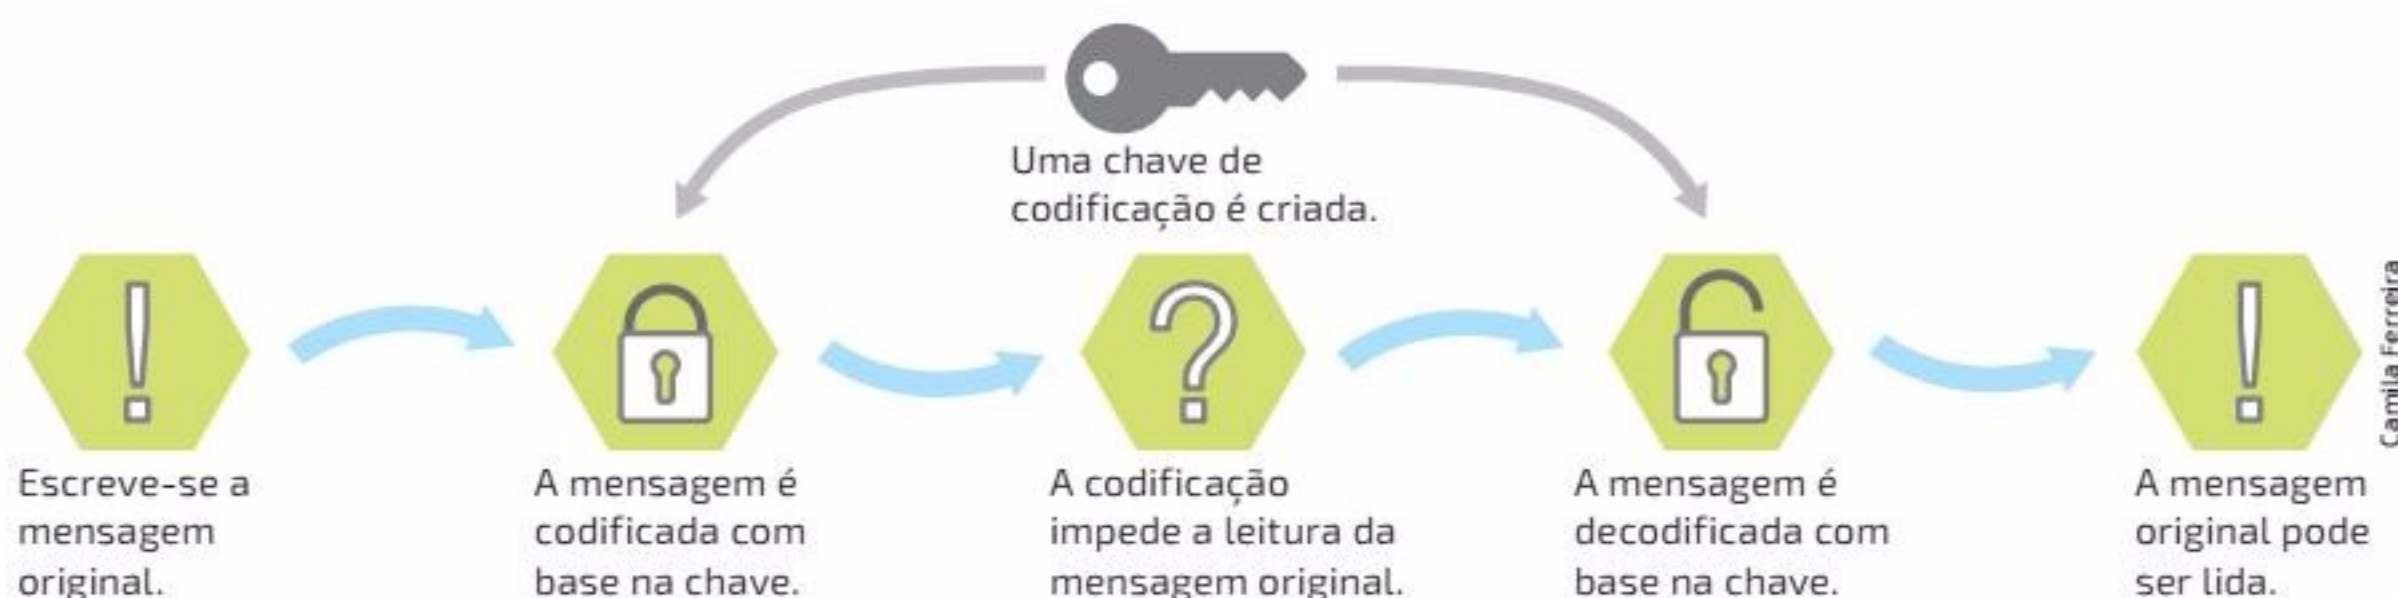 Uma chave de
codificação é criada.
Escreve-se a
mensagem
original.
A mensagem é
codificada com
base na chave.
A codificação
impede a leitura da
mensagem original.
A mensagem é
decodificada com
base na chave.
A mensagem
original pode
ser lida.
Camila Ferreira